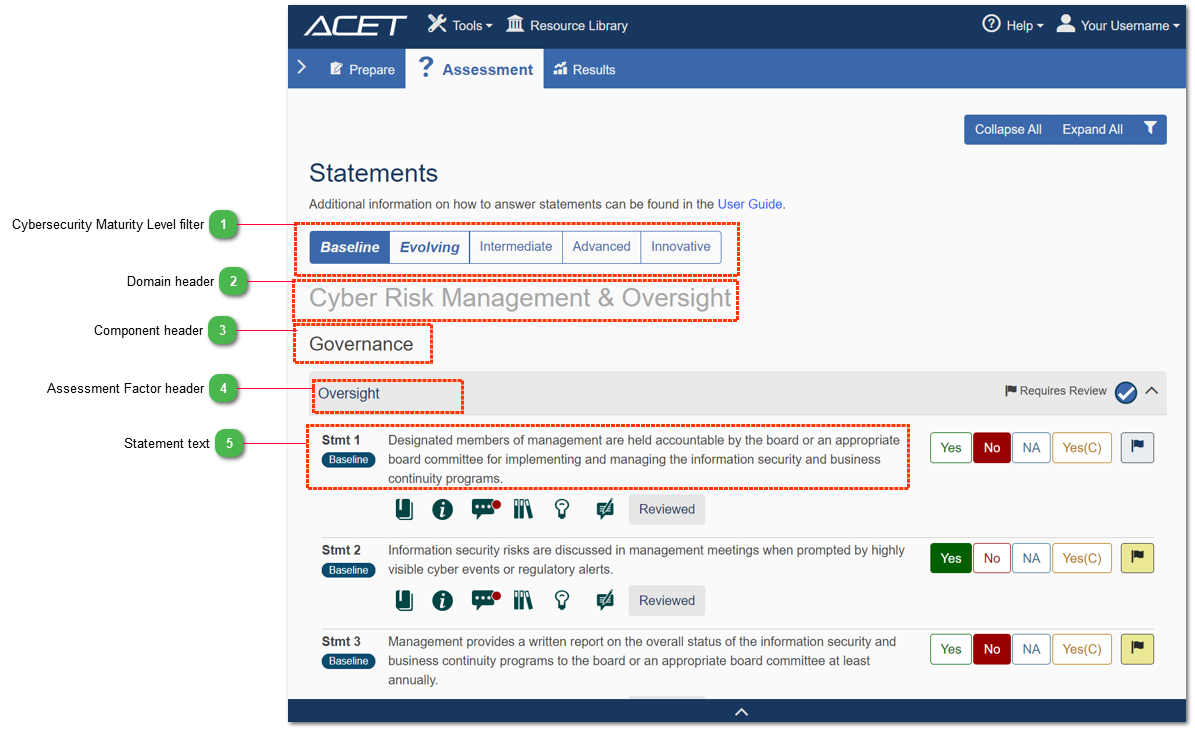 ACET Tools Resource Library Help Your Username
Prepare ? Assessment Results
Collapse All Expand All
Statements
Additional information on how to answer statements can be found in the User Guide.
Cybersecurity Maturity Level filter 1
Baseline Evolving Intermediate Advanced Innovative
Domain header 2
Cyber Risk Management & Oversight
Component header 3
Governance
Assessment Factor header 4
Oversight Requires Review
Statement text 5
Stmt 1 Designated members of management are held accountable by the board or an appropriate
Baseline board committee for implementing and managing the information security and business
continuity programs.
Yes No NA Yes(C)
Reviewed
Stmt 2 Information security risks are discussed in management meetings when prompted by highly
Baseline visible cyber events or regulatory alerts.
Yes No NA Yes(C)
Reviewed
Stmt 3 Management provides a written report on the overall status of the information security and
Baseline business continuity programs to the board or an appropriate board committee at least
annually.
Yes No NA Yes(C)